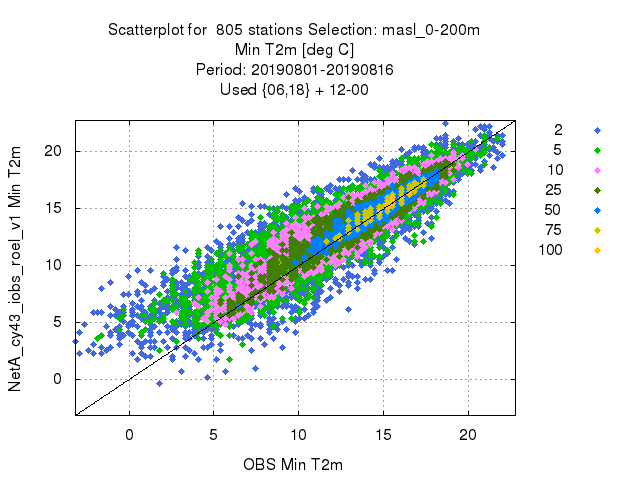 Scatterplot for 805 stations Selection: masl_0-200m
Min T2m [deg C]
Period: 20190801-20190816
Used {06,18} + 12-00
NetA_cy43_iobs_roel_v1 Min T2m
20
15
10
5
0
0 5 10 15 20
OBS Min T2m
2
5
10
25
50
75
100